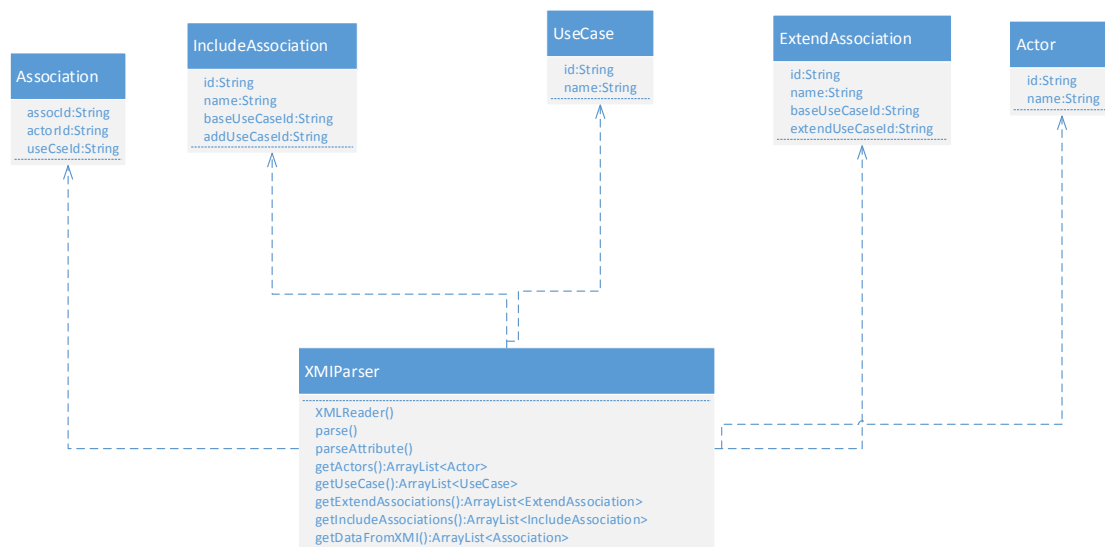 Association
assocId:String
actorId:String
useCseId:String
IncludeAssociation
id:String
name:String
baseUseCaseId:String
addUseCaseId:String
UseCase
id:String
name:String
ExtendAssociation
id:String
name:String
baseUseCaseId:String
extendUseCaseId:String
Actor
id:String
name:String
XMIParser
XMLReader()
parse()
parseAttribute()
getActors():ArrayList<Actor>
getUseCase():ArrayList<UseCase>
getExtendAssociations():ArrayList<ExtendAssociation>
getIncludeAssociations():ArrayList<IncludeAssociation>
getDataFromXMI():ArrayList<Association>